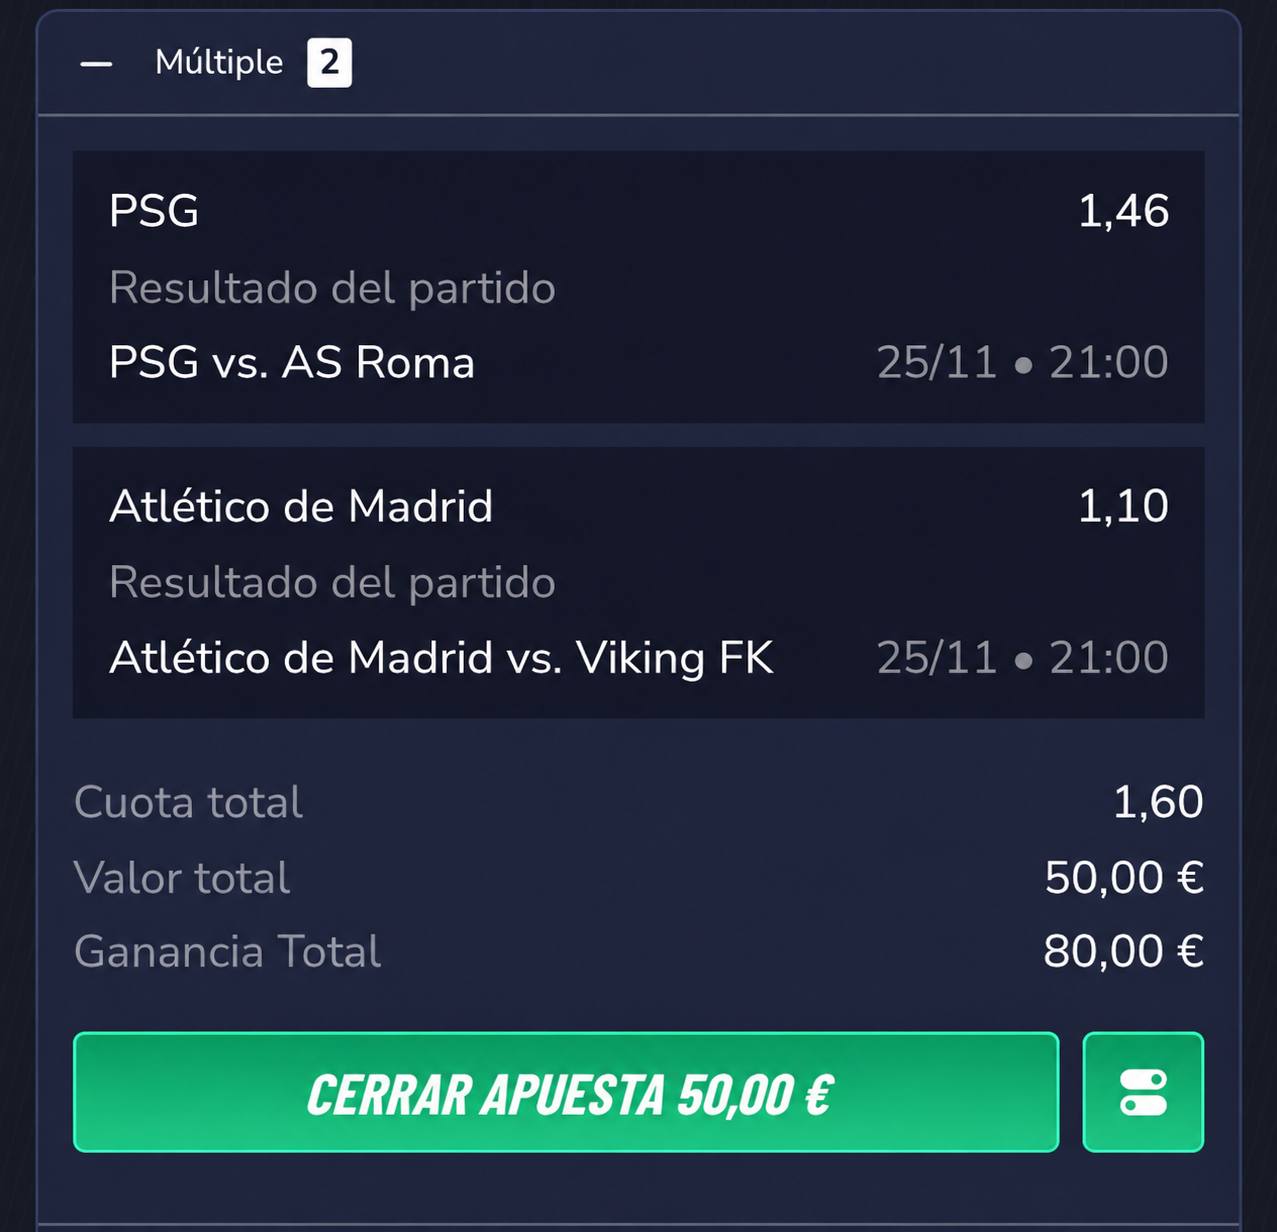 Múltiple 2
PSG 1,46
Resultado del partido
PSG vs. AS Roma 25/11 • 21:00
Atlético de Madrid 1,10
Resultado del partido
Atlético de Madrid vs. Viking FK 25/11 • 21:00
Cuota total 1,60
Valor total 50,00 €
Ganancia Total 80,00 €
CERRAR APUESTA 50,00 €